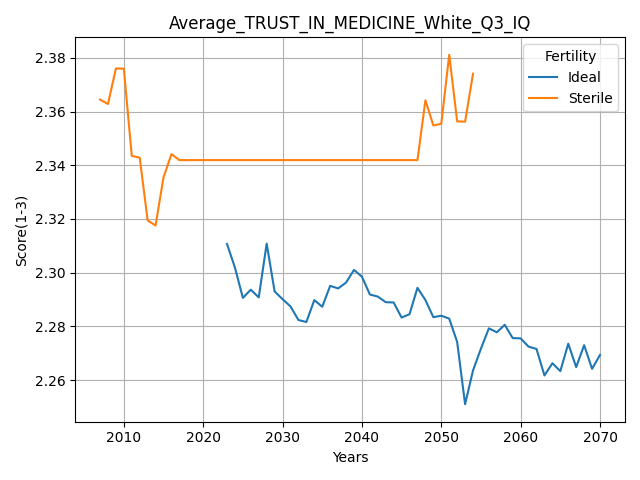 Average_TRUST_IN_MEDICINE_White_Q3_IQ
Fertility
Ideal
Sterile
Score(1-3)
2.38
2.36
2.34
2.32
2.30
2.28
2.26
2010 2020 2030 2040 2050 2060 2070
Years